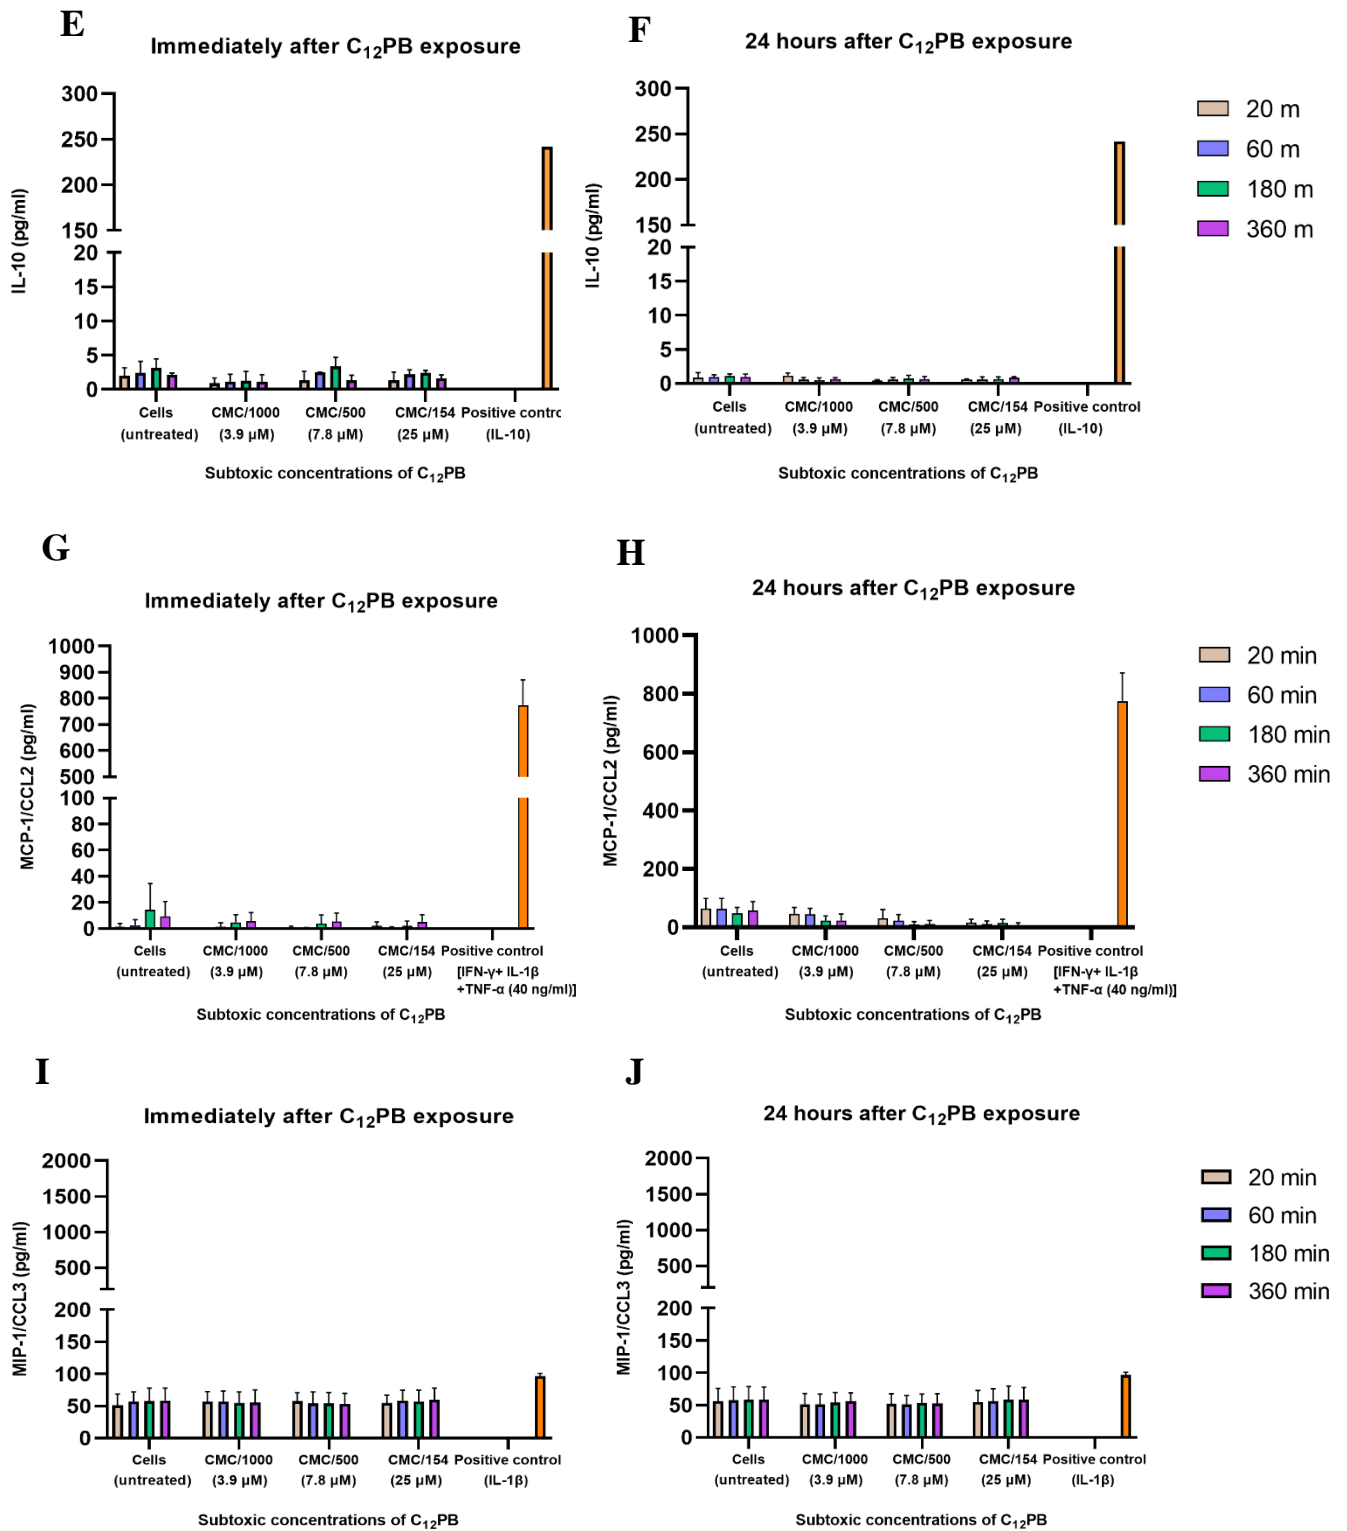 E
Immediately after C₁₂PB exposure
IL-10 (pg/ml)
300
250
200
150
20
15
10
5
0
Cells CMC/1000 CMC/500 CMC/154 Positive contro
(untreated) (3.9 µM) (7.8 µM) (25 µM) (IL-10)
Subtoxic concentrations of C₁₂PB
F
24 hours after C₁₂PB exposure
IL-10 (pg/ml)
300
250
200
150
20
15
10
5
0
Cells CMC/1000 CMC/500 CMC/154 Positive control
(untreated) (3.9 µM) (7.8 µM) (25 µM) (IL-10)
Subtoxic concentrations of C₁₂PB
20 m
60 m
180 m
360 m
G
Immediately after C₁₂PB exposure
MCP-1/CCL2 (pg/ml)
1000
900
800
700
600
500
100
80
60
40
20
0
Cells CMC/1000 CMC/500 CMC/154 Positive control
(untreated) (3.9 µM) (7.8 µM) (25 µM) [IFN-γ+ IL-1β
+TNF-α (40 ng/ml)]
Subtoxic concentrations of C₁₂PB
H
24 hours after C₁₂PB exposure
MCP-1/CCL2 (pg/ml)
1000
800
600
400
200
0
Cells CMC/1000 CMC/500 CMC/154 Positive control
(untreated) (3.9 µM) (7.8 µM) (25 µM) [IFN-γ+ IL-1β
+TNF-α (40 ng/ml)]
Subtoxic concentrations of C₁₂PB
20 min
60 min
180 min
360 min
I
Immediately after C₁₂PB exposure
MIP-1/CCL3 (pg/ml)
2000
1500
1000
500
200
150
100
50
0
Cells CMC/1000 CMC/500 CMC/154 Positive control
(untreated) (3.9 µM) (7.8 µM) (25 µM) (IL-1β)
Subtoxic concentrations of C₁₂PB
J
24 hours after C₁₂PB exposure
MIP-1/CCL3 (pg/ml)
2000
1500
1000
500
200
150
100
50
0
Cells CMC/1000 CMC/500 CMC/154 Positive control
(untreated) (3.9 µM) (7.8 µM) (25 µM) (IL-1β)
Subtoxic concentrations of C₁₂PB
20 min
60 min
180 min
360 min